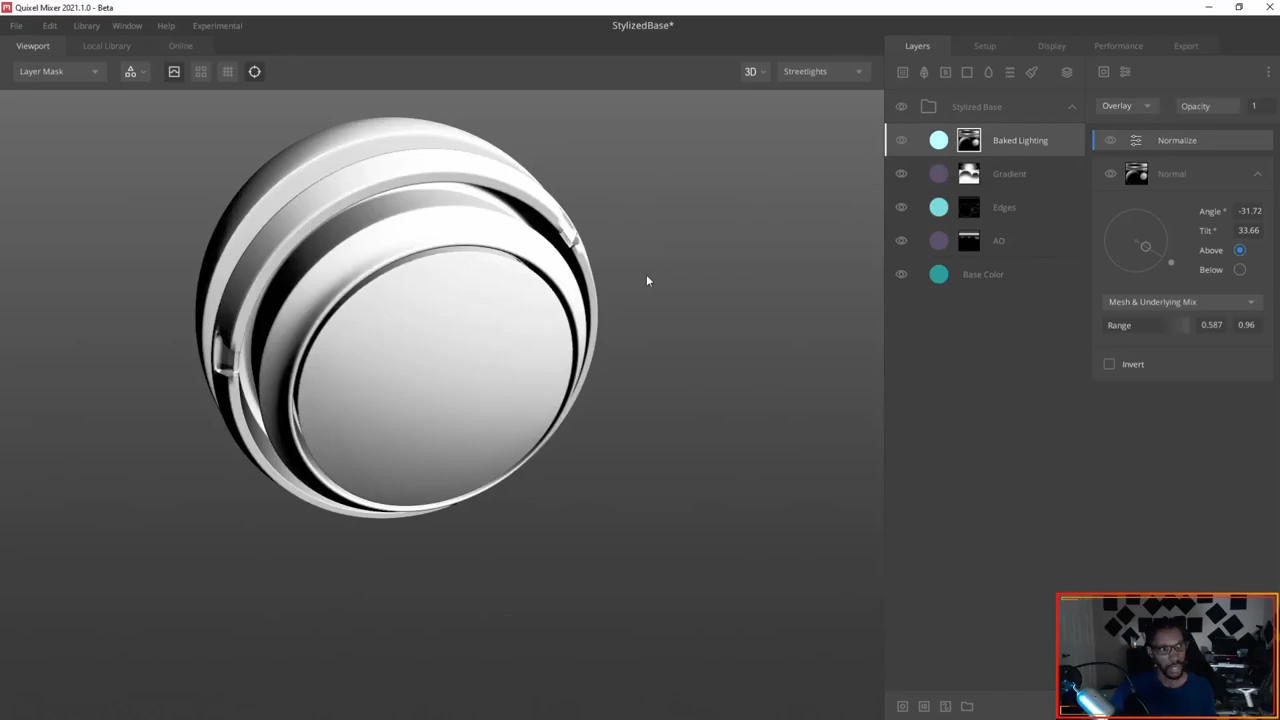 Quixel Mixer 2021.1.0 - Beta
File Edit Library Window Help Experimental
StylizedBase*
Viewport Local Library Online
Layers Setup Display Performance Export
Layer Mask
3D Streetlights
Stylized Base
Overlay Opacity 1
Baked Lighting
Normalize
Gradient
Normal
Edges
Angle ° -31.72
Tilt ° 33.66
AO
Above
Below
Base Color
Mesh & Underlying Mix
Range 0.587 0.96
Invert